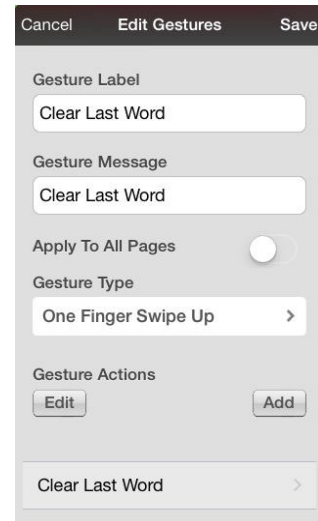 Cancel Edit Gestures Save
Gesture Label
Clear Last Word
Gesture Message
Clear Last Word
Apply To All Pages
Gesture Type
One Finger Swipe Up
Gesture Actions
Edit Add
Clear Last Word